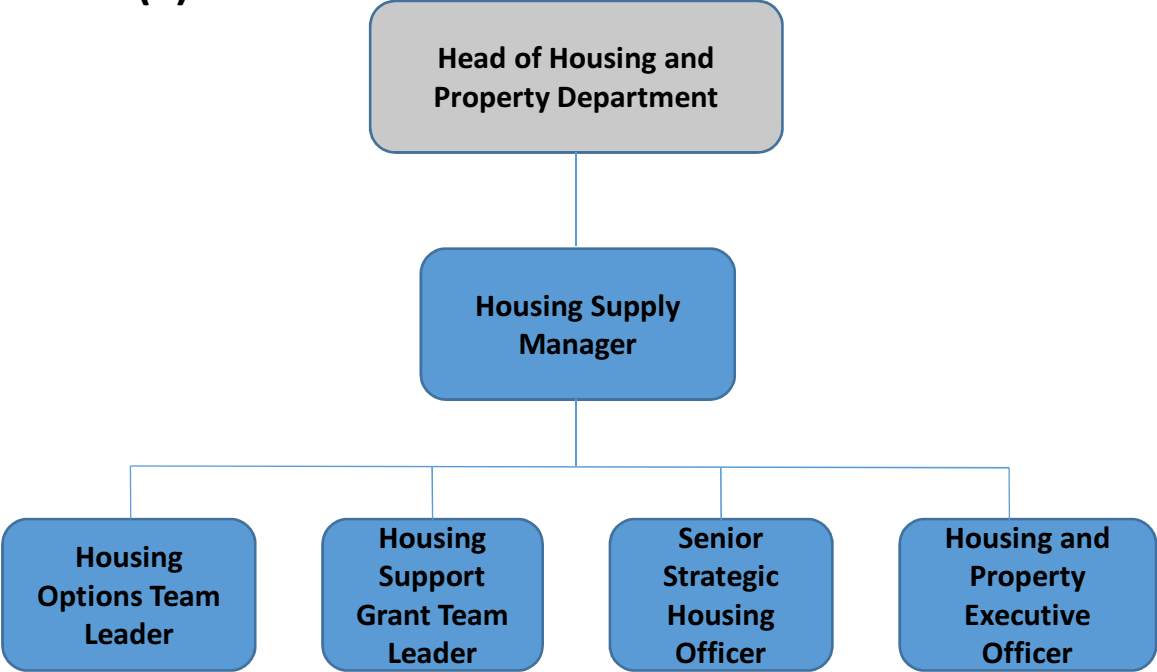 Head of Housing and
Property Department
Housing Supply
Manager
Housing
Options Team
Leader
Housing
Support
Grant Team
Leader
Senior
Strategic
Housing
Officer
Housing and
Property
Executive
Officer